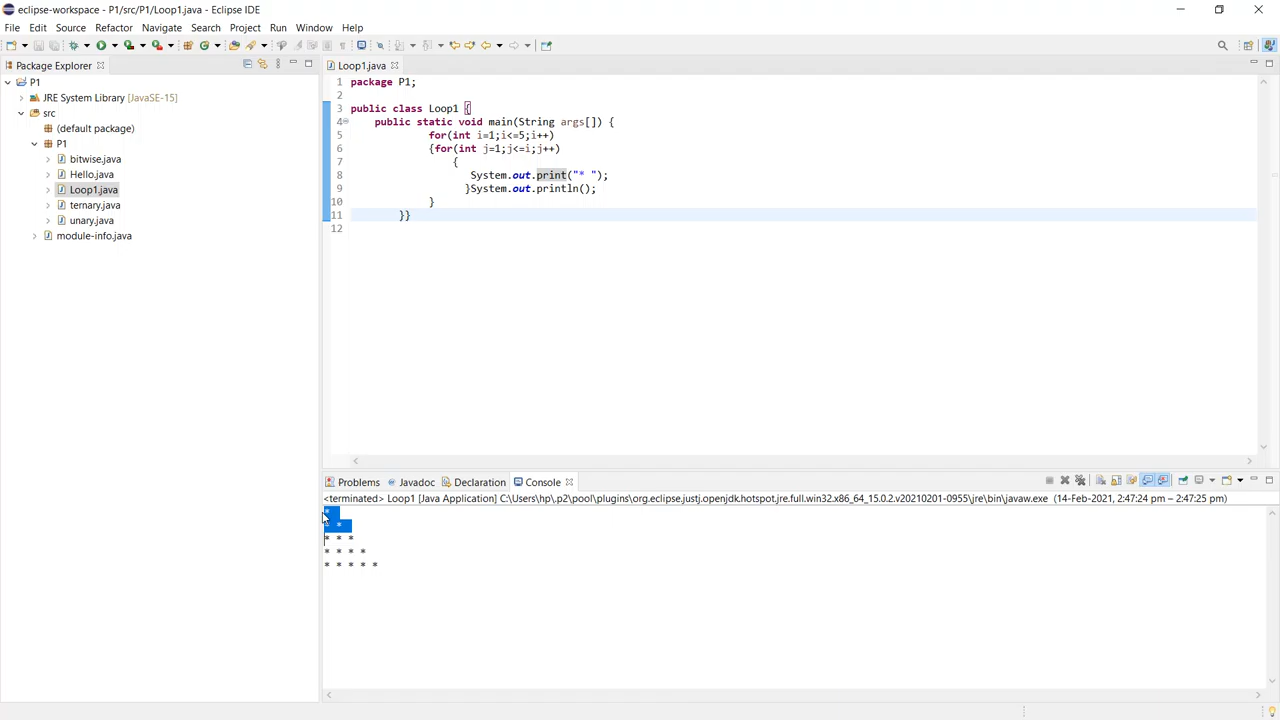 eclipse-workspace - P1/src/P1/Loop1.java - Eclipse IDE
File Edit Source Refactor Navigate Search Project Run Window Help
Package Explorer
P1
JRE System Library [JavaSE-15]
src
(default package)
P1
bitwise.java
Hello.java
Loop1.java
ternary.java
unary.java
module-info.java
Loop1.java
1 package P1;
2
3 public class Loop1 {
4 public static void main(String args[]) {
5 for(int i=1;i<=5;i++)
6 {for(int j=1;j<=i;j++)
7 {
8 System.out.print("* ");
9 }System.out.println();
10 }
11 }}
12
Problems Javadoc Declaration Console
<terminated> Loop1 [Java Application] C:\Users\hp\.p2\pool\plugins\org.eclipse.justj.openjdk.hotspot.jre.full.win32.x86_64_15.0.2.v20210201-0955\jre\bin\javaw.exe (14-Feb-2021, 2:47:24 pm – 2:47:25 pm)
*
* *
* * *
* * * *
* * * * *